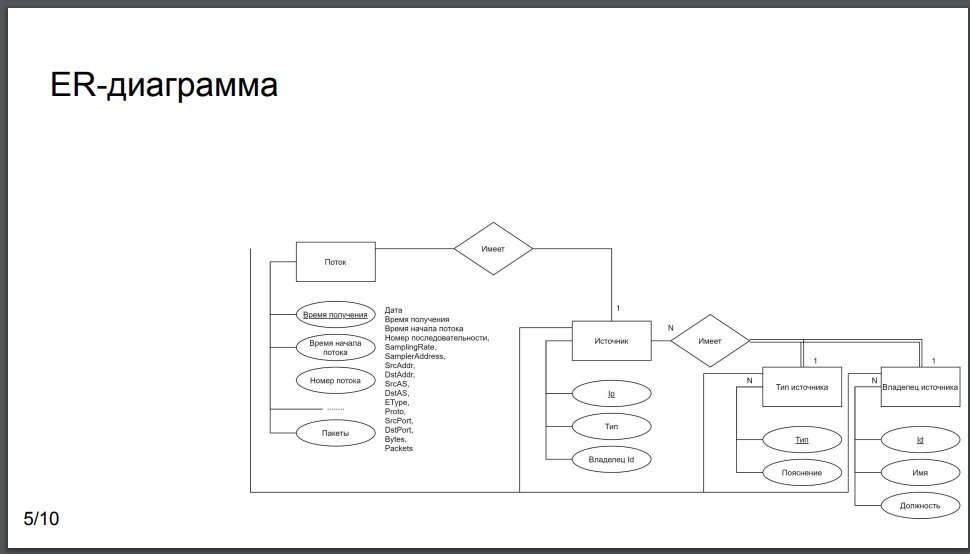 ER-диаграмма
Имеет
Поток
Время получения
Время начала
потока
Номер потока
........
Пакеты
Дата
Время получения
Время начала потока
Номер последовательности,
SamplingRate,
SamplerAddress,
SrcAddr,
DstAddr,
SrcAS,
DstAS,
EType,
Proto,
SrcPort,
DstPort,
Bytes,
Packets
1
Источник
N
Имеет
Ip
Тип
Владелец Id
1
N
Тип источника
Тип
Пояснение
1
N
Владелец источника
Id
Имя
Должность
5/10